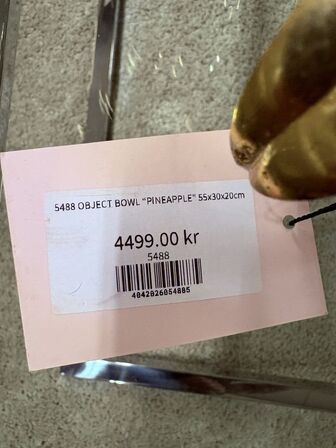 5488 OBJECT BOWL "PINEAPPLE" 55x30x20cm
4499.00 kr
5488
4042826054885